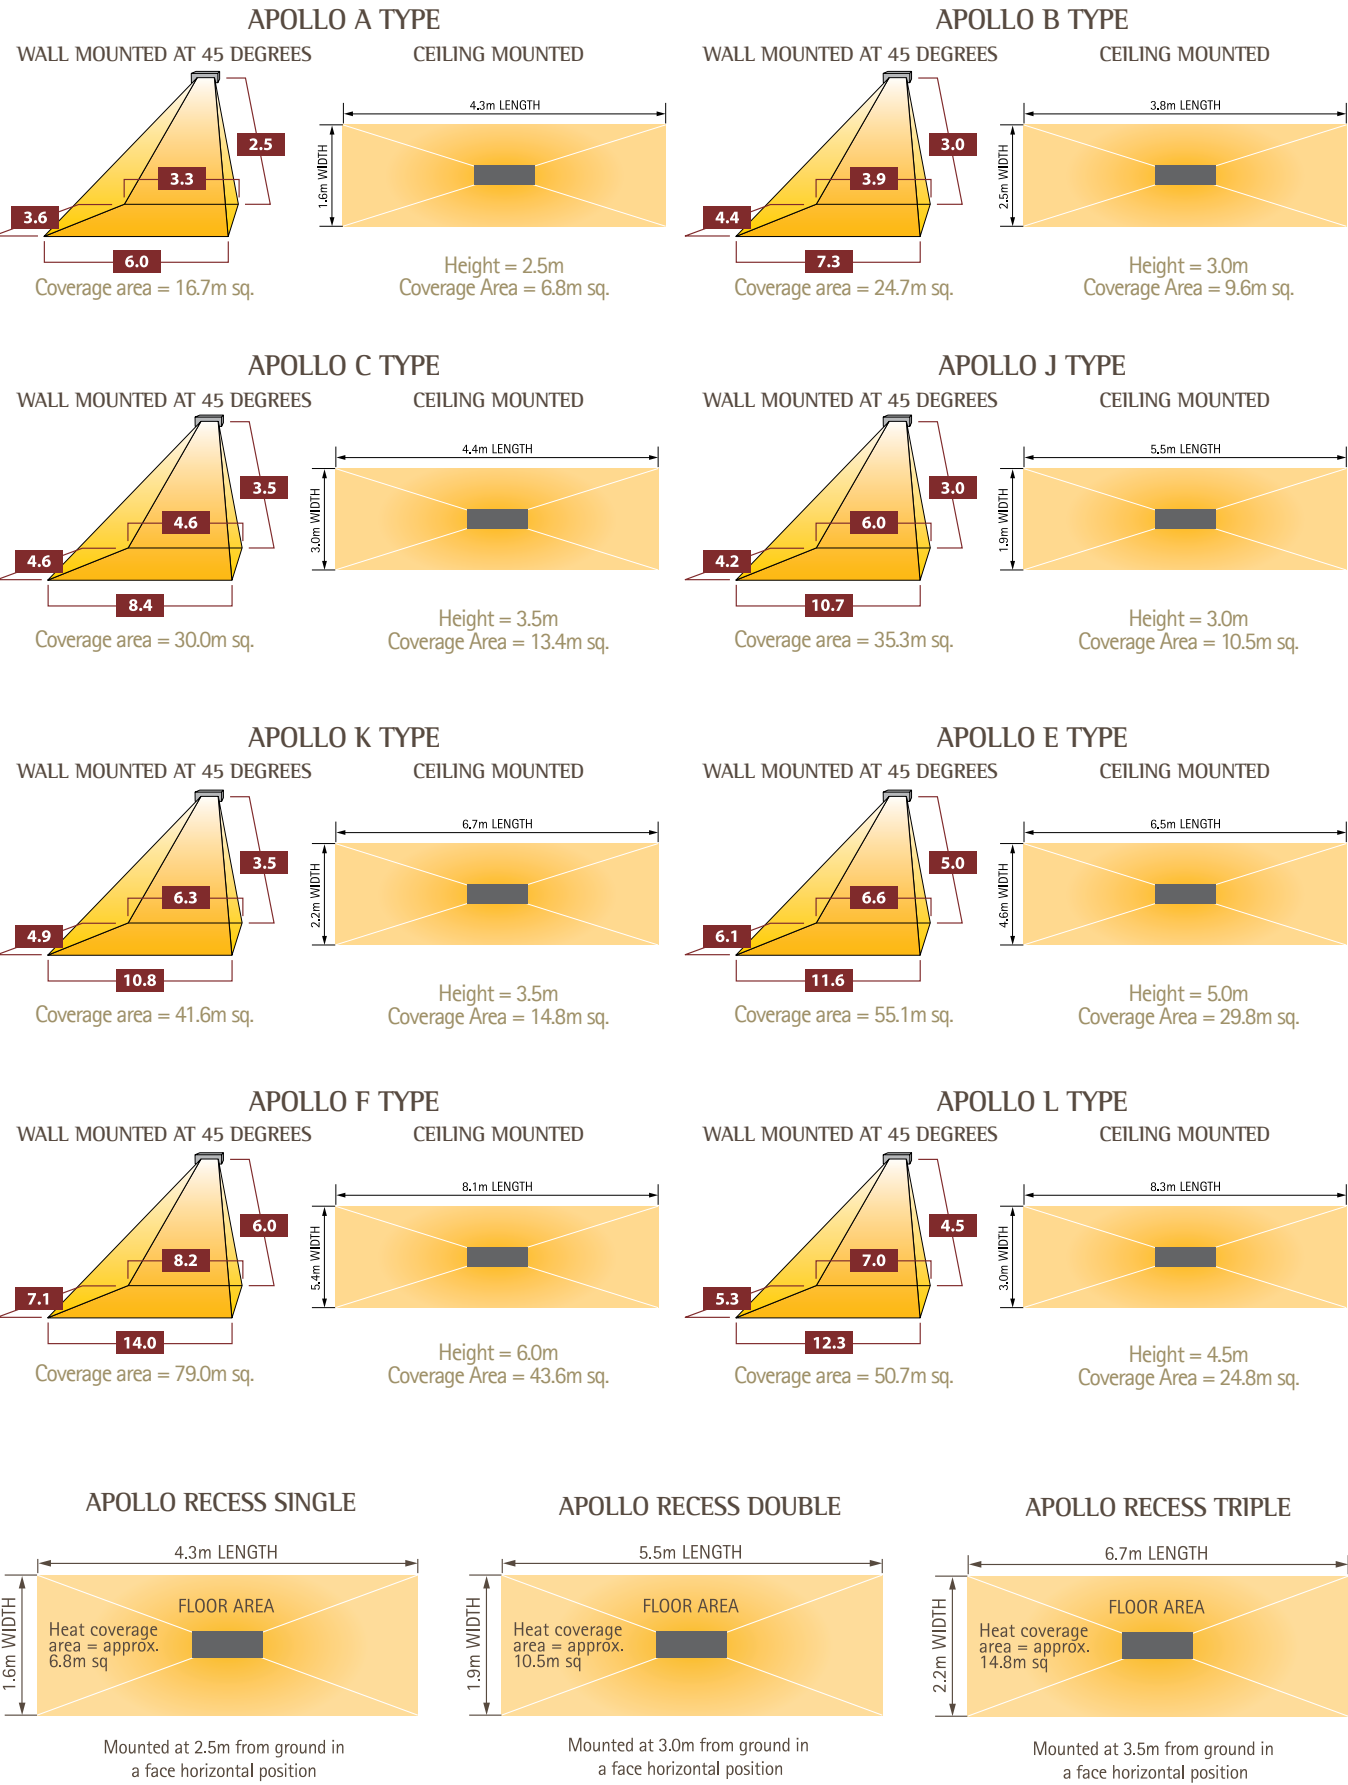 APOLLO A TYPE
WALL MOUNTED AT 45 DEGREES
CEILING MOUNTED
2.5
3.3
3.6
6.0
Coverage area = 16.7m sq.
4.3m LENGTH
1.6m WIDTH
Height = 2.5m
Coverage Area = 6.8m sq.
APOLLO B TYPE
WALL MOUNTED AT 45 DEGREES
CEILING MOUNTED
3.0
3.9
4.4
7.3
Coverage area = 24.7m sq.
3.8m LENGTH
2.5m WIDTH
Height = 3.0m
Coverage Area = 9.6m sq.
APOLLO C TYPE
WALL MOUNTED AT 45 DEGREES
CEILING MOUNTED
3.5
4.6
4.6
8.4
Coverage area = 30.0m sq.
4.4m LENGTH
3.0m WIDTH
Height = 3.5m
Coverage Area = 13.4m sq.
APOLLO J TYPE
WALL MOUNTED AT 45 DEGREES
CEILING MOUNTED
3.0
6.0
4.2
10.7
Coverage area = 35.3m sq.
5.5m LENGTH
1.9m WIDTH
Height = 3.0m
Coverage Area = 10.5m sq.
APOLLO K TYPE
WALL MOUNTED AT 45 DEGREES
CEILING MOUNTED
3.5
6.3
4.9
10.8
Coverage area = 41.6m sq.
6.7m LENGTH
2.2m WIDTH
Height = 3.5m
Coverage Area = 14.8m sq.
APOLLO E TYPE
WALL MOUNTED AT 45 DEGREES
CEILING MOUNTED
5.0
6.6
6.1
11.6
Coverage area = 55.1m sq.
6.5m LENGTH
4.6m WIDTH
Height = 5.0m
Coverage Area = 29.8m sq.
APOLLO F TYPE
WALL MOUNTED AT 45 DEGREES
CEILING MOUNTED
6.0
8.2
7.1
14.0
Coverage area = 79.0m sq.
8.1m LENGTH
5.4m WIDTH
Height = 6.0m
Coverage Area = 43.6m sq.
APOLLO L TYPE
WALL MOUNTED AT 45 DEGREES
CEILING MOUNTED
4.5
7.0
5.3
12.3
Coverage area = 50.7m sq.
8.3m LENGTH
3.0m WIDTH
Height = 4.5m
Coverage Area = 24.8m sq.
APOLLO RECESS SINGLE
4.3m LENGTH
1.6m WIDTH
FLOOR AREA
Heat coverage
area = approx.
6.8m sq
Mounted at 2.5m from ground in
a face horizontal position
APOLLO RECESS DOUBLE
5.5m LENGTH
1.9m WIDTH
FLOOR AREA
Heat coverage
area = approx.
10.5m sq
Mounted at 3.0m from ground in
a face horizontal position
APOLLO RECESS TRIPLE
6.7m LENGTH
2.2m WIDTH
FLOOR AREA
Heat coverage
area = approx.
14.8m sq
Mounted at 3.5m from ground in
a face horizontal position